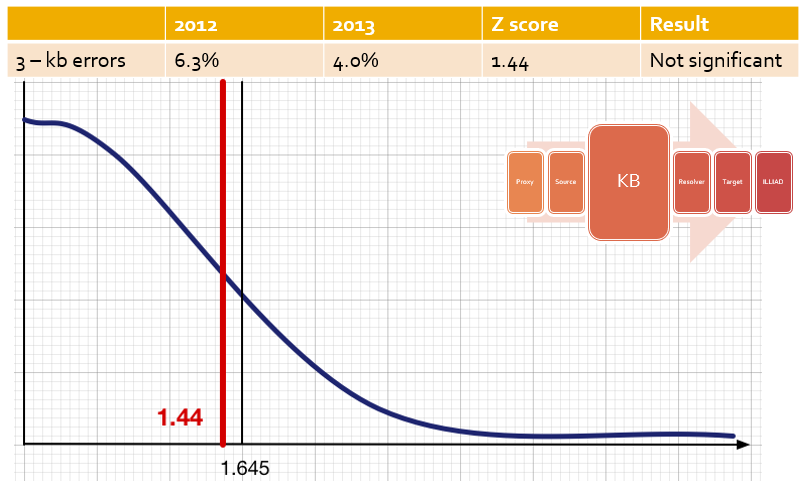 2012 2013 Z score Result
3 – kb errors 6.3% 4.0% 1.44 Not significant
Proxy Source KB Resolver Target ILLIAD
1.44
1.645